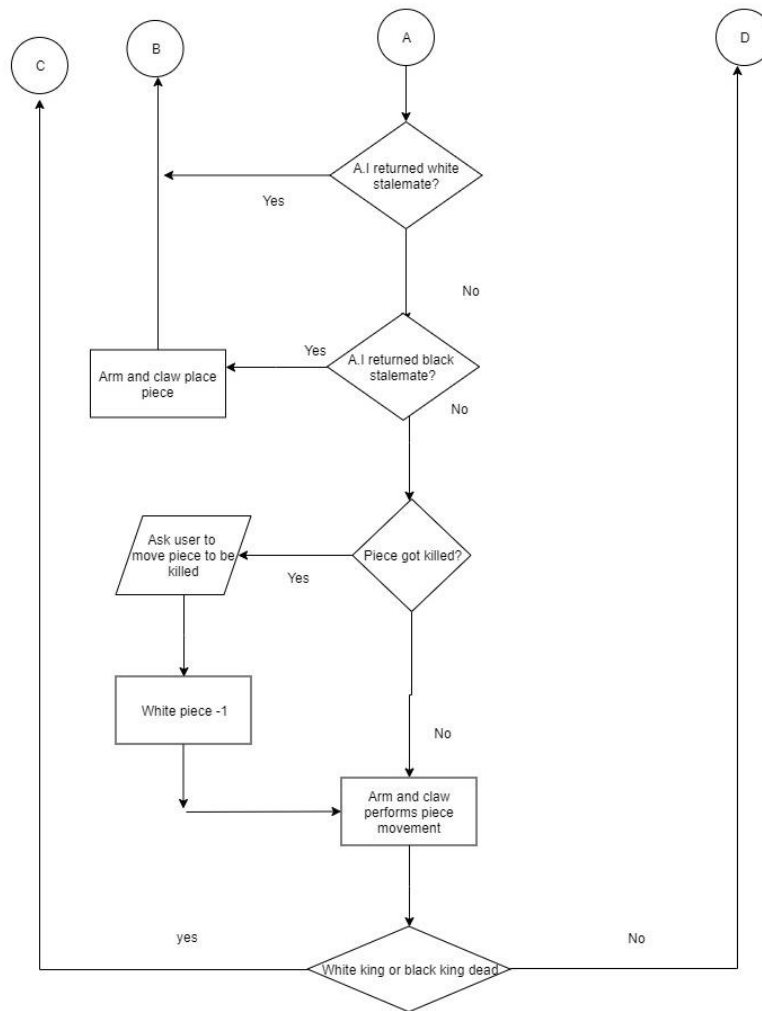 C
B
A
D
A.I returned white
stalemate?
Yes
No
A.I returned black
stalemate?
Yes
Arm and claw place
piece
No
Ask user to
move piece to be
killed
Piece got killed?
Yes
White piece -1
No
Arm and claw
performs piece
movement
yes
No
White king or black king dead